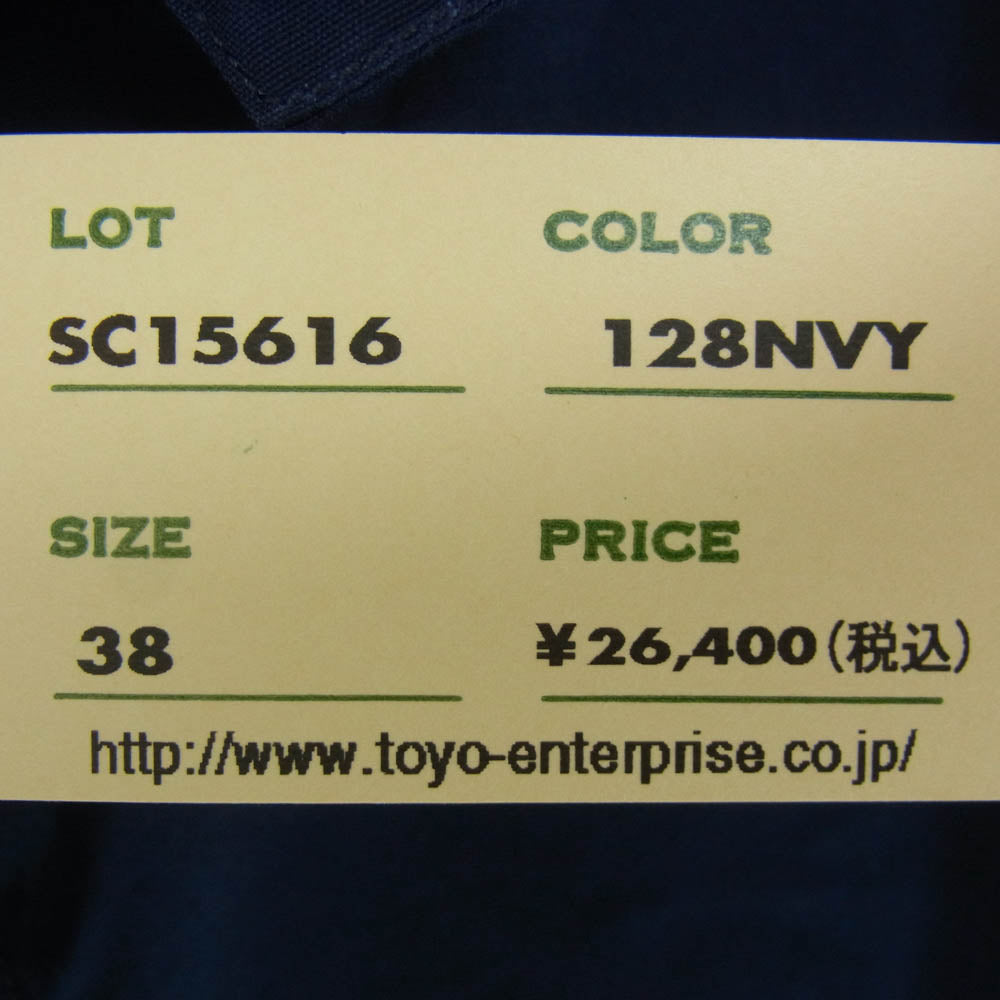 LOT COLOR
SC15616 128NVY
SIZE PRICE
38 ¥26,400(税込)
http://www.toyo-enterprise.co.jp/